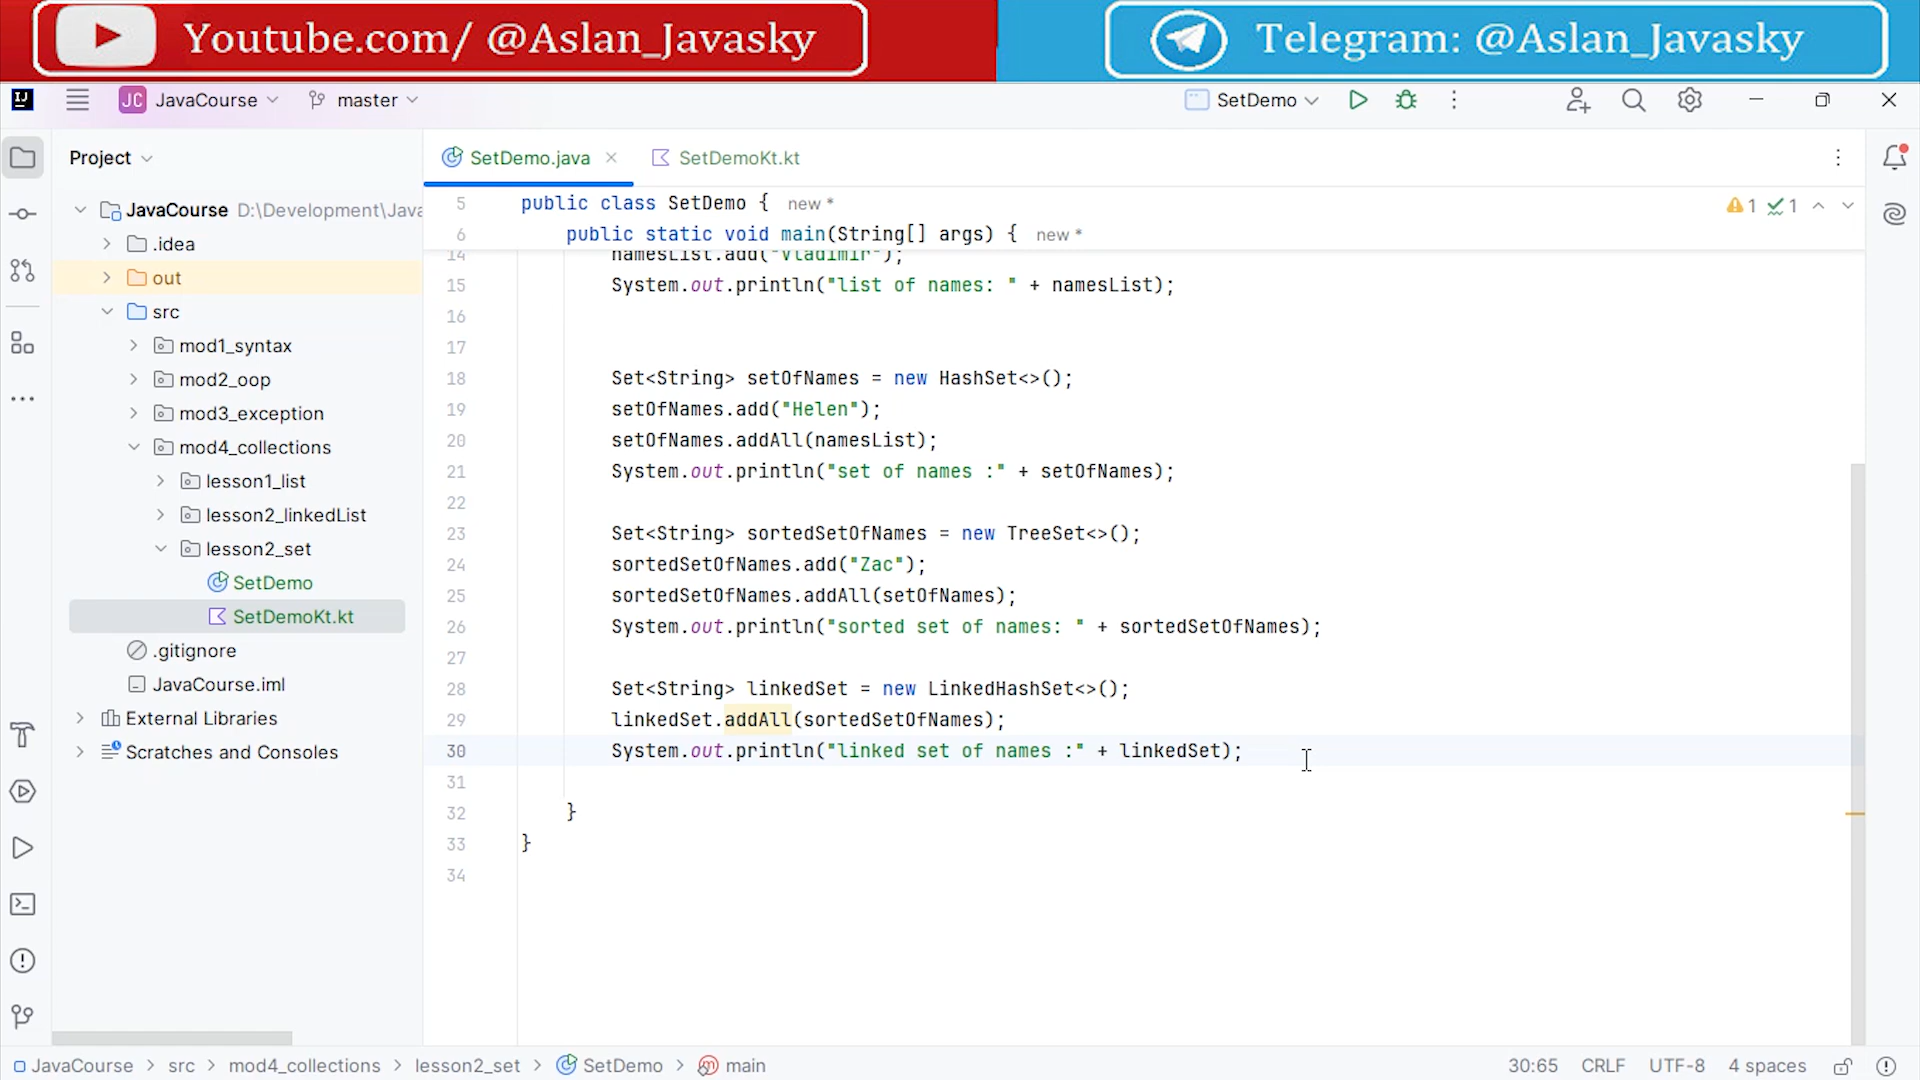 Youtube.com/ @Aslan_Javasky
Telegram: @Aslan_Javasky
JC JavaCourse master SetDemo
Project
SetDemo.java SetDemoKt.kt
JavaCourse D:\Development\Java
.idea
out
src
mod1_syntax
mod2_oop
mod3_exception
mod4_collections
lesson1_list
lesson2_linkedList
lesson2_set
SetDemo
SetDemoKt.kt
.gitignore
JavaCourse.iml
External Libraries
Scratches and Consoles
5 public class SetDemo { new *
1 1
6 public static void main(String[] args) { new *
14 namesList.add("Vladimir");
15 System.out.println("list of names: " + namesList);
16
17
18 Set<String> setOfNames = new HashSet<>();
19 setOfNames.add("Helen");
20 setOfNames.addAll(namesList);
21 System.out.println("set of names :" + setOfNames);
22
23 Set<String> sortedSetOfNames = new TreeSet<>();
24 sortedSetOfNames.add("Zac");
25 sortedSetOfNames.addAll(setOfNames);
26 System.out.println("sorted set of names: " + sortedSetOfNames);
27
28 Set<String> linkedSet = new LinkedHashSet<>();
29 linkedSet.addAll(sortedSetOfNames);
30 System.out.println("linked set of names :" + linkedSet);
31
32 }
33 }
34
JavaCourse > src > mod4_collections > lesson2_set > SetDemo > main
30:65 CRLF UTF-8 4 spaces